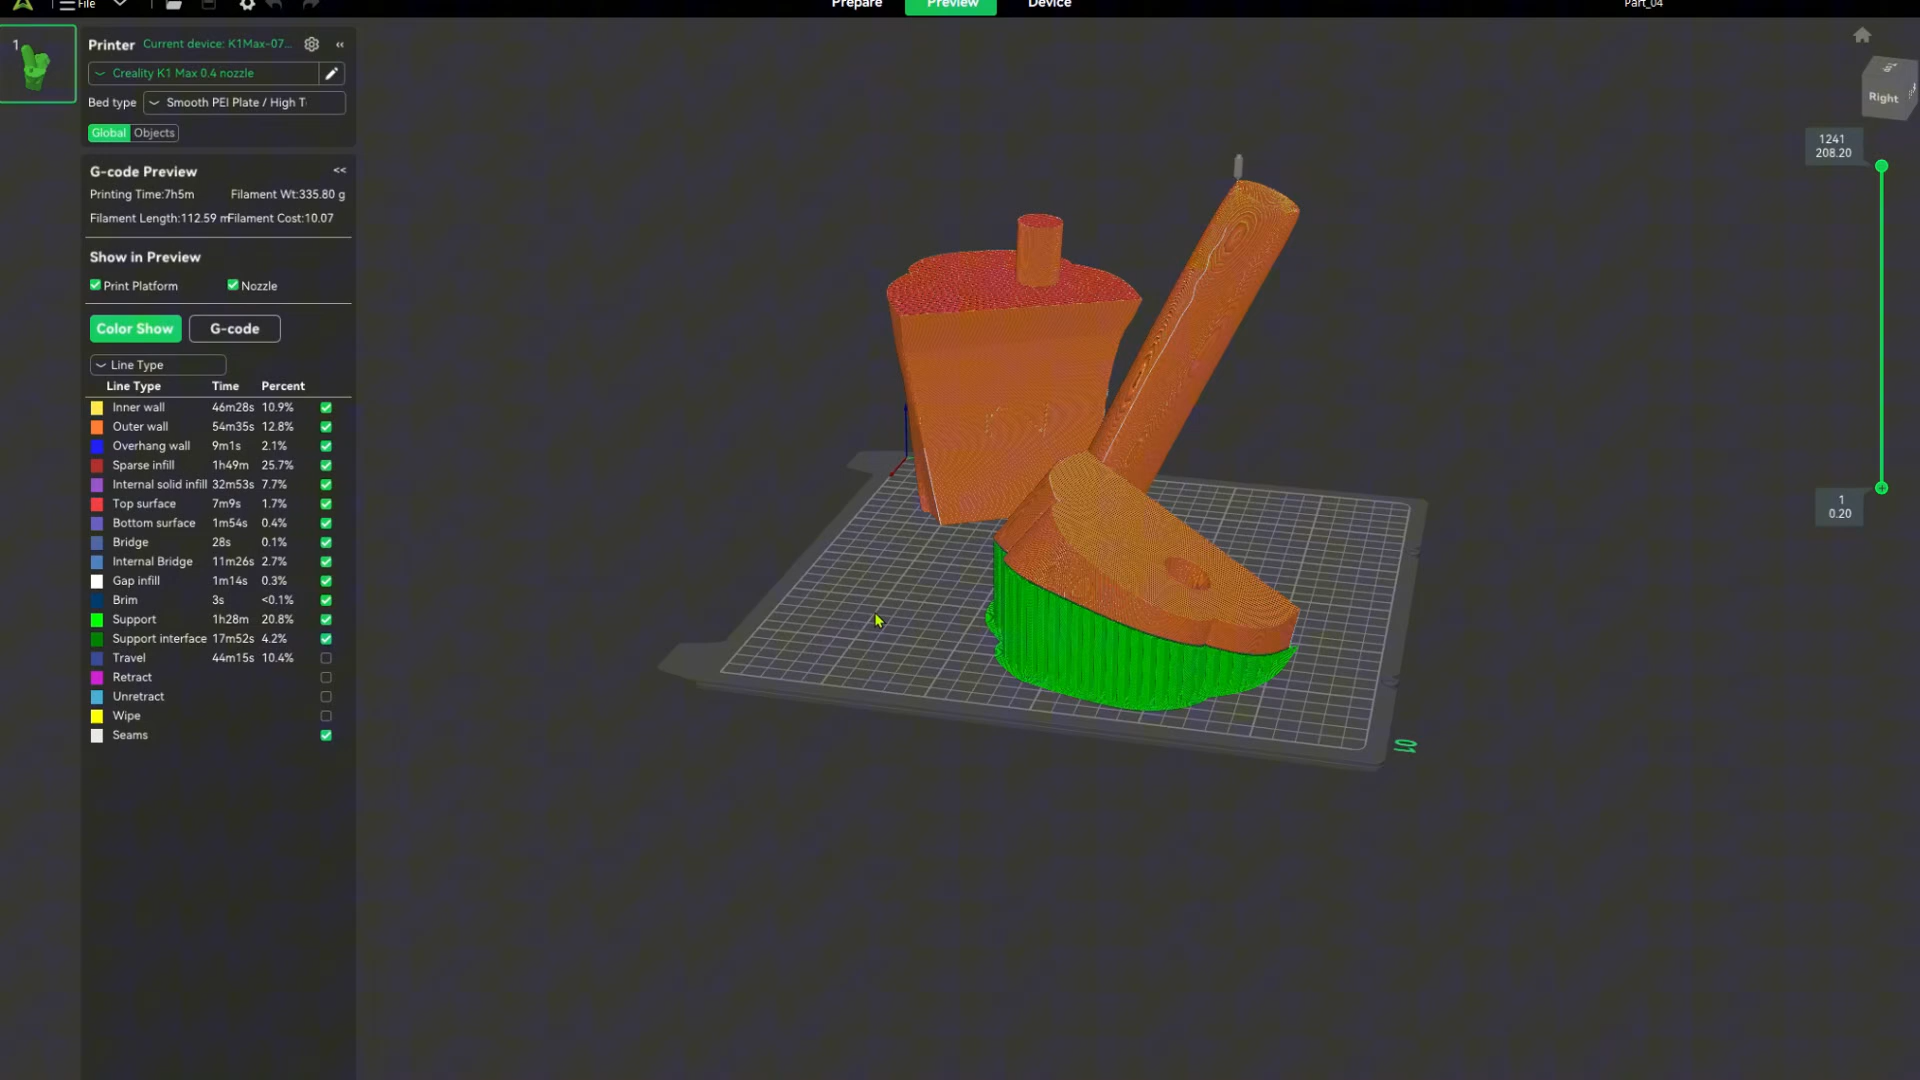 File
Prepare
Preview
Device
Part_04
1
Printer Current device: K1Max-07...
Creality K1 Max 0.4 nozzle
Bed type Smooth PEI Plate / High T
Global Objects
G-code Preview <<
Printing Time:7h5m Filament Wt:335.80 g
Filament Length:112.59 m Filament Cost:10.07
Show in Preview
Print Platform Nozzle
Color Show G-code
Line Type
Line Type Time Percent
Inner wall 46m28s 10.9%
Outer wall 54m35s 12.8%
Overhang wall 9m1s 2.1%
Sparse infill 1h49m 25.7%
Internal solid infill 32m53s 7.7%
Top surface 7m9s 1.7%
Bottom surface 1m54s 0.4%
Bridge 28s 0.1%
Internal Bridge 11m26s 2.7%
Gap infill 1m14s 0.3%
Brim 3s <0.1%
Support 1h28m 20.8%
Support interface 17m52s 4.2%
Travel 44m15s 10.4%
Retract
Unretract
Wipe
Seams
Right
1241
208.20
1
0.20
01